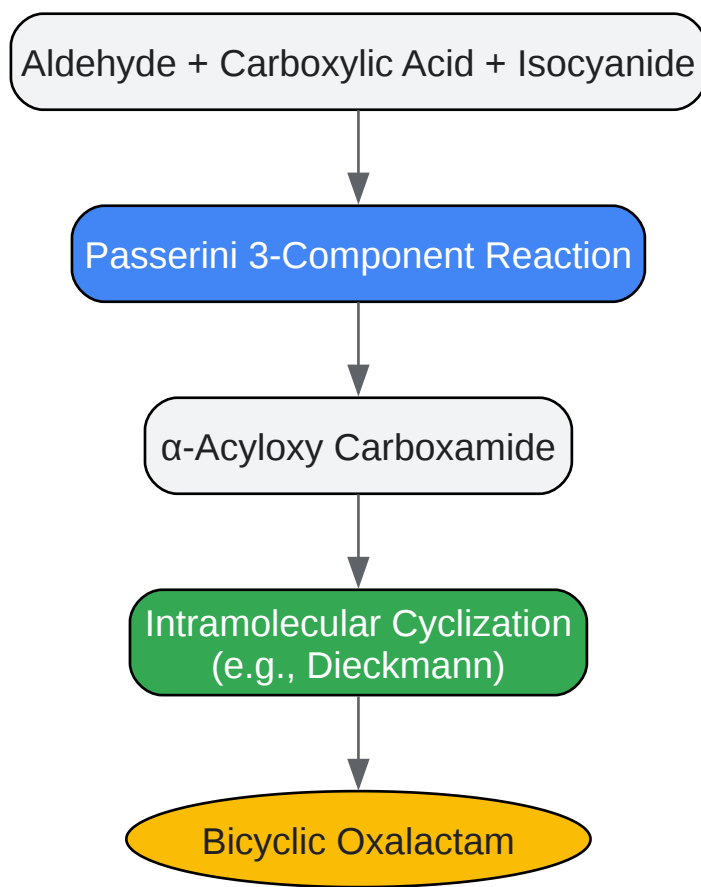 Aldehyde + Carboxylic Acid + Isocyanide
Passerini 3-Component Reaction
α-Acyloxy Carboxamide
Intramolecular Cyclization
(e.g., Dieckmann)
Bicyclic Oxalactam